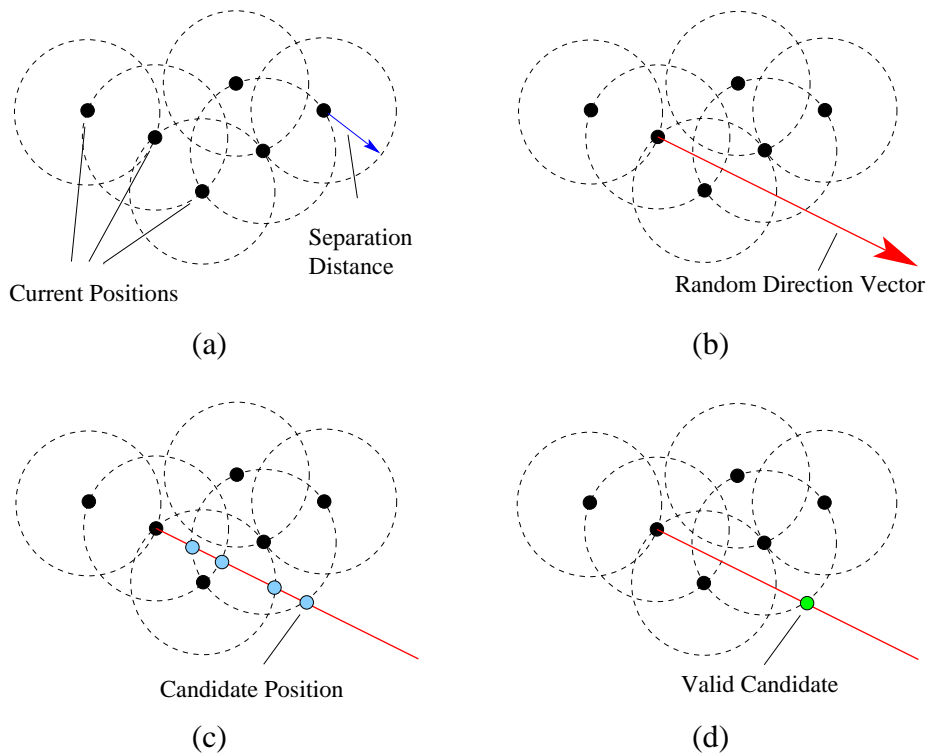 Separation
Distance
Current Positions
(a)
Random Direction Vector
(b)
Candidate Position
(c)
Valid Candidate
(d)